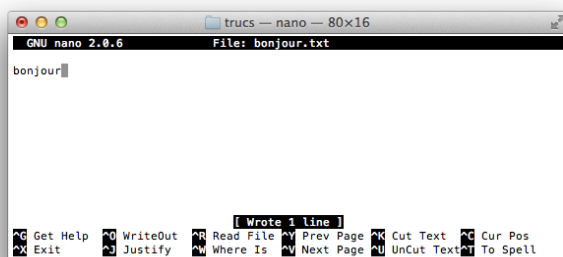 trucs — nano — 80×16
GNU nano 2.0.6 File: bonjour.txt
bonjour
[ Wrote 1 line ]
^G Get Help ^O WriteOut ^R Read File ^Y Prev Page ^K Cut Text ^C Cur Pos
^X Exit ^J Justify ^W Where Is ^V Next Page ^U UnCut Text ^T To Spell